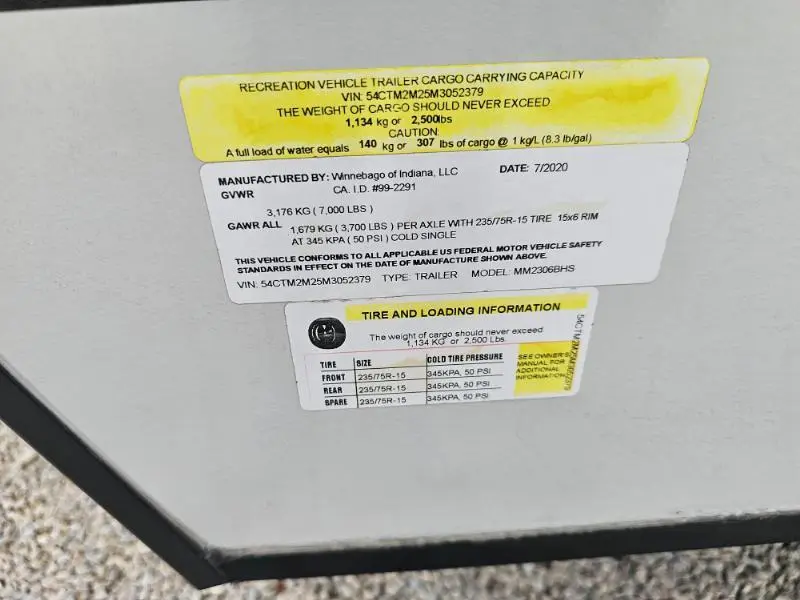 RECREATION VEHICLE TRAILER CARGO CARRYING CAPACITY
VIN: 54CTM2M25M3052379
THE WEIGHT OF CARGO SHOULD NEVER EXCEED
1,134 kg or 2,500lbs
CAUTION:
A full load of water equals 140 kg or 307 lbs of cargo @ 1 kg/L (8.3 lb/gal)
MANUFACTURED BY: Winnebago of Indiana, LLC DATE: 7/2020
GVWR CA. I.D. #99-2291
3,176 KG ( 7,000 LBS )
GAWR ALL 1,679 KG ( 3,700 LBS ) PER AXLE WITH 235/75R-15 TIRE 15x6 RIM
AT 345 KPA ( 50 PSI ) COLD SINGLE
THIS VEHICLE CONFORMS TO ALL APPLICABLE US FEDERAL MOTOR VEHICLE SAFETY
STANDARDS IN EFFECT ON THE DATE OF MANUFACTURE SHOWN ABOVE.
VIN: 54CTM2M25M3052379 TYPE: TRAILER MODEL: MM2306BHS
TIRE AND LOADING INFORMATION
The weight of cargo should never exceed
1,134 KG or 2,500 Lbs.
TIRE SIZE COLD TIRE PRESSURE
FRONT 235/75R-15 345KPA, 50 PSI
REAR 235/75R-15 345KPA, 50 PSI
SPARE 235/75R-15 345KPA, 50 PSI
SEE OWNER'S
MANUAL FOR
ADDITIONAL
INFORMATION
54CTM2M25M3052379